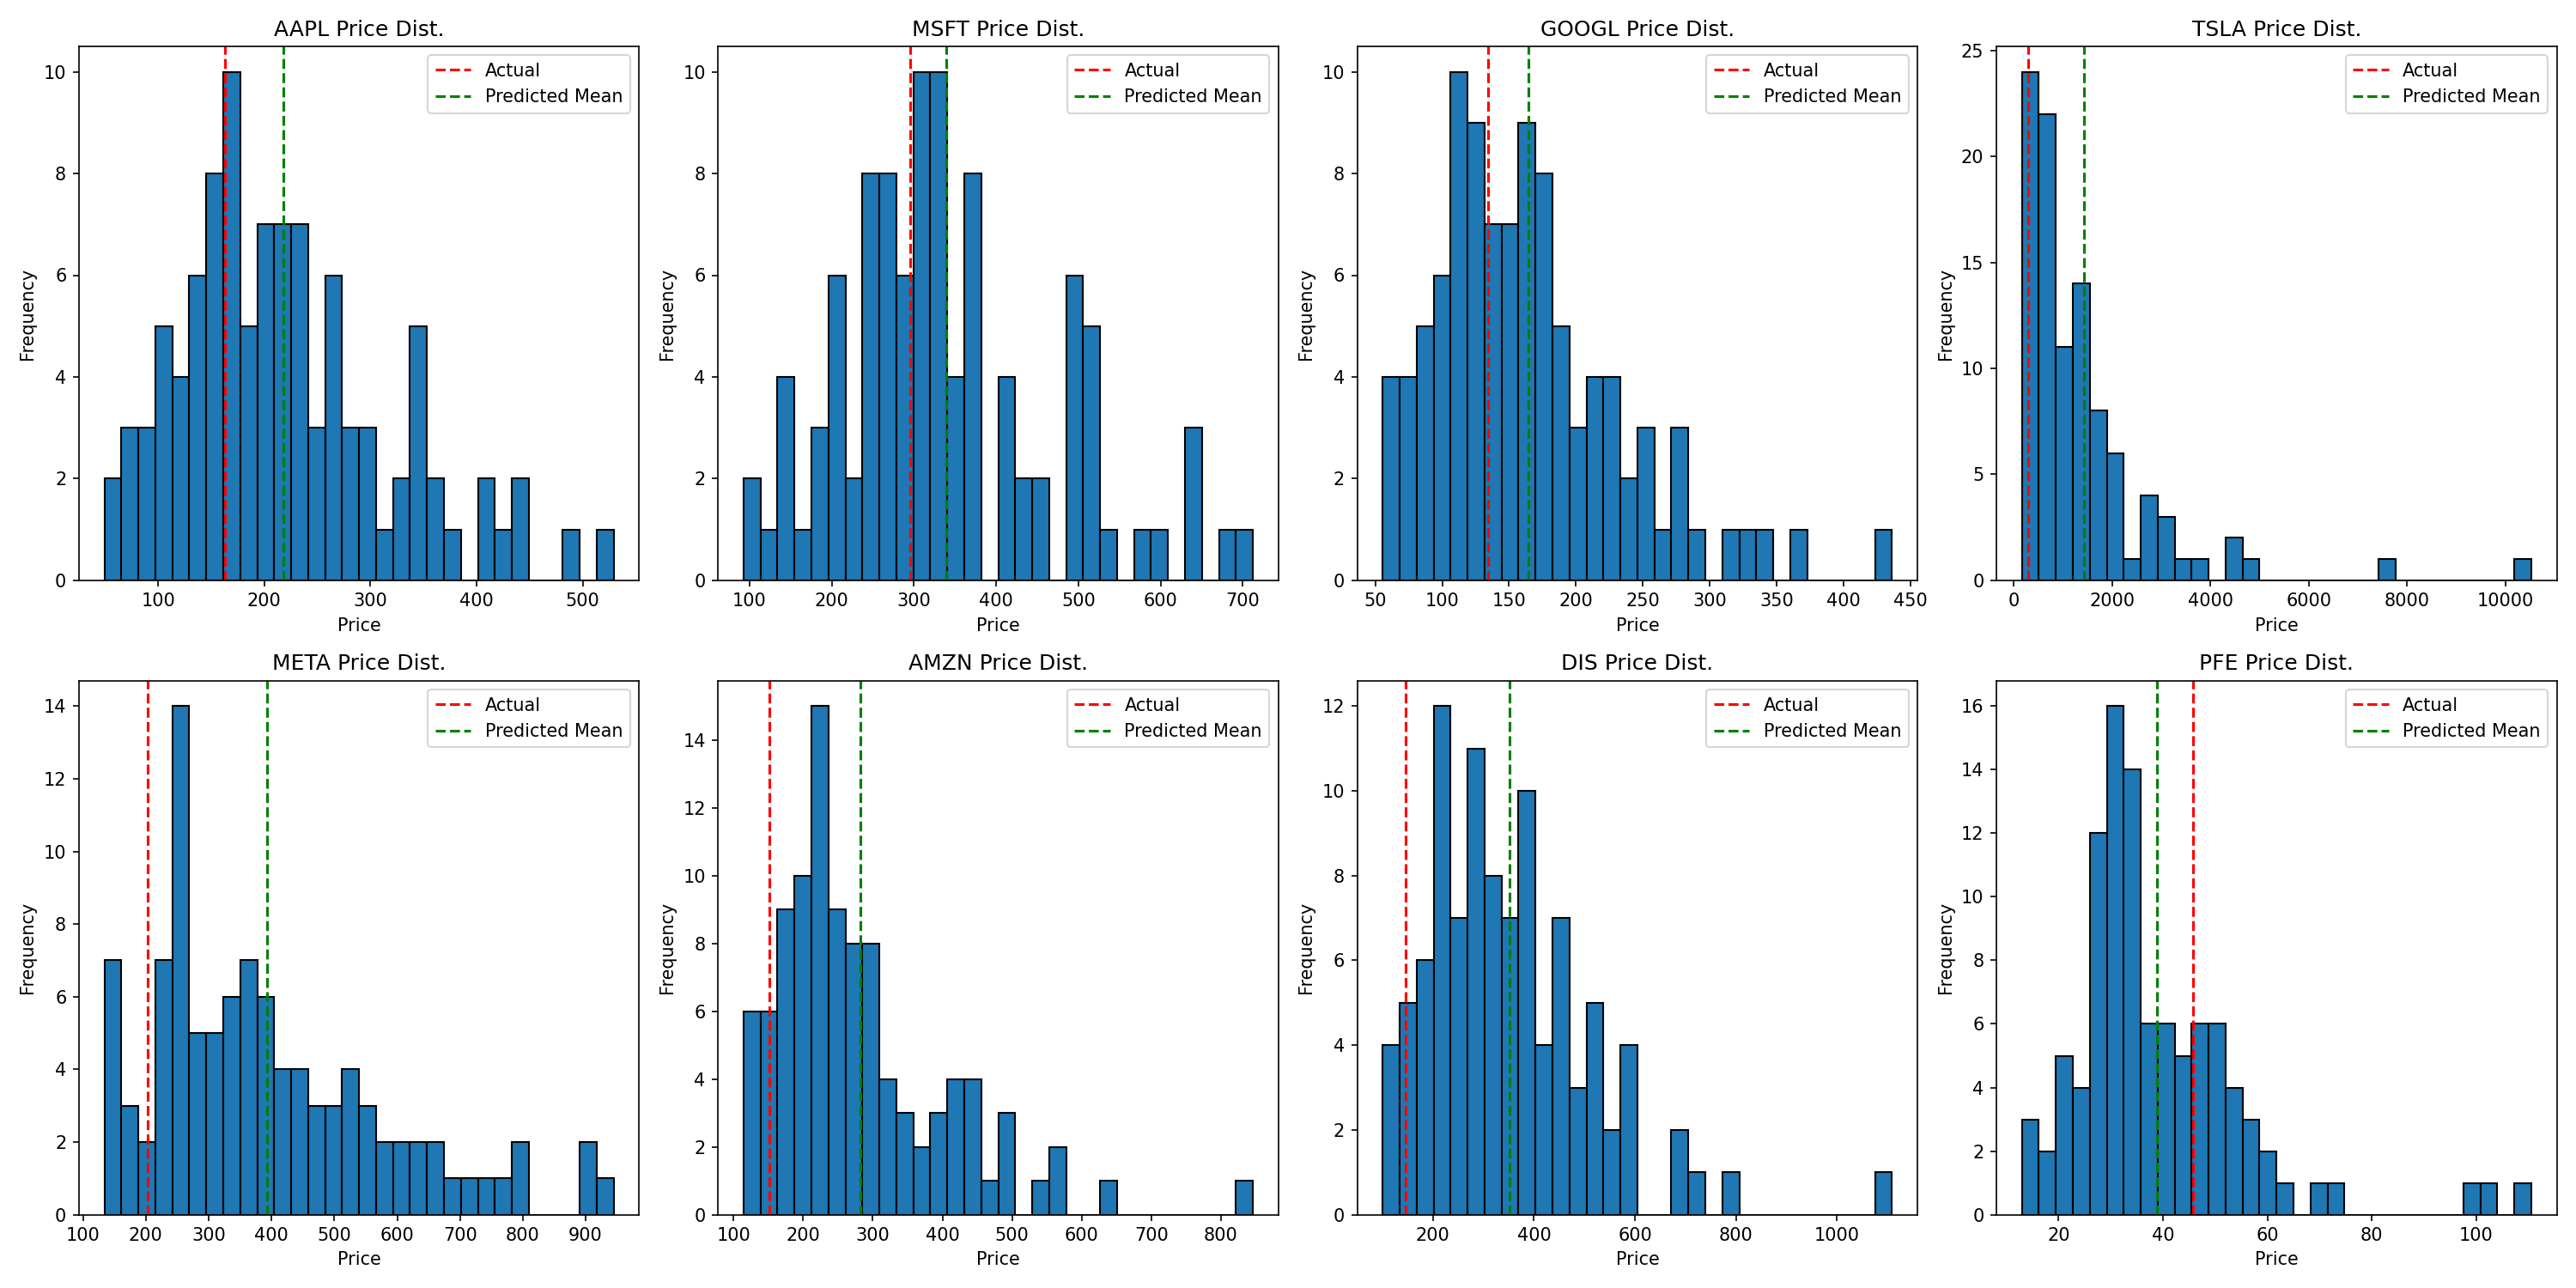 AAPL Price Dist.
Actual
Predicted Mean
Frequency
10
8
6
4
2
0
100 200 300 400 500
Price
MSFT Price Dist.
Actual
Predicted Mean
Frequency
10
8
6
4
2
0
100 200 300 400 500 600 700
Price
GOOGL Price Dist.
Actual
Predicted Mean
Frequency
10
8
6
4
2
0
50 100 150 200 250 300 350 400 450
Price
TSLA Price Dist.
Actual
Predicted Mean
Frequency
25
20
15
10
5
0
0 2000 4000 6000 8000 10000
Price
META Price Dist.
Actual
Predicted Mean
Frequency
14
12
10
8
6
4
2
0
100 200 300 400 500 600 700 800 900
Price
AMZN Price Dist.
Actual
Predicted Mean
Frequency
14
12
10
8
6
4
2
0
100 200 300 400 500 600 700 800
Price
DIS Price Dist.
Actual
Predicted Mean
Frequency
12
10
8
6
4
2
0
200 400 600 800 1000
Price
PFE Price Dist.
Actual
Predicted Mean
Frequency
16
14
12
10
8
6
4
2
0
20 40 60 80 100
Price